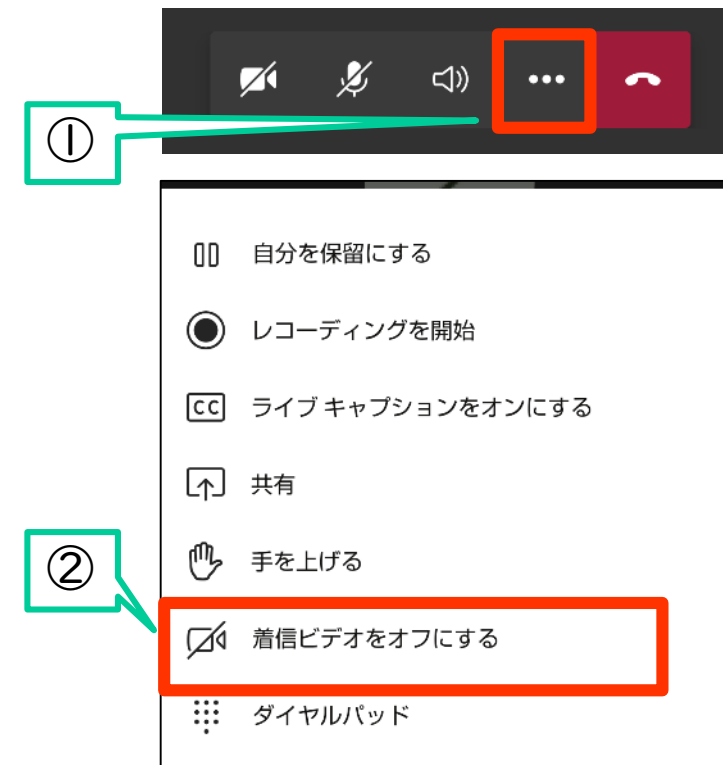 ①
自分を保留にする
レコーディングを開始
CC ライブ キャプションをオンにする
共有
② 手を上げる
着信ビデオをオフにする
ダイヤルパッド